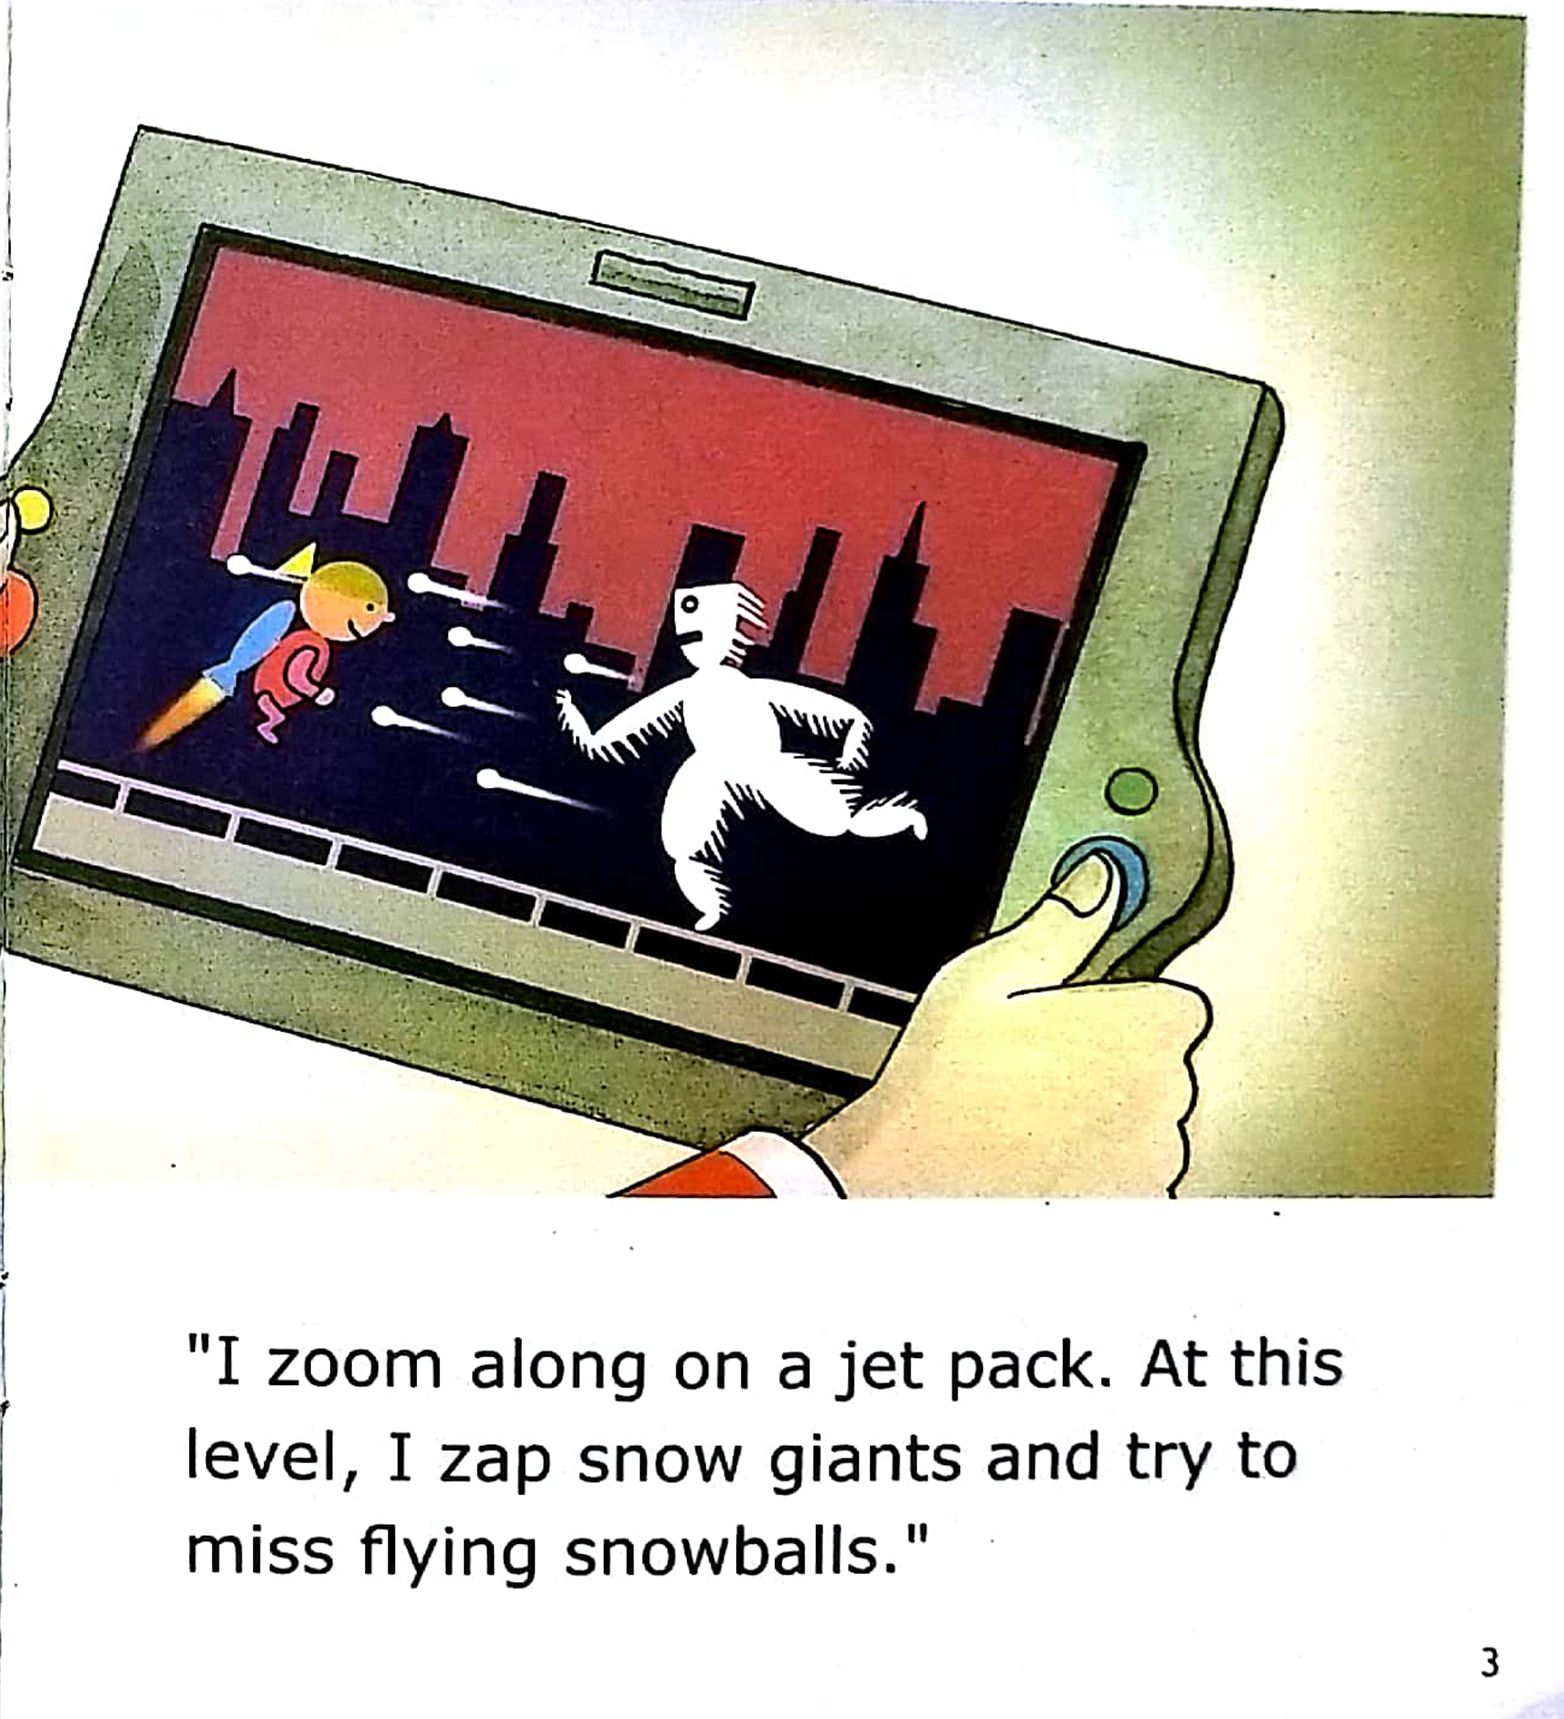 "I zoom along on a jet pack. At this
level, I zap snow giants and try to
miss flying snowballs."
3